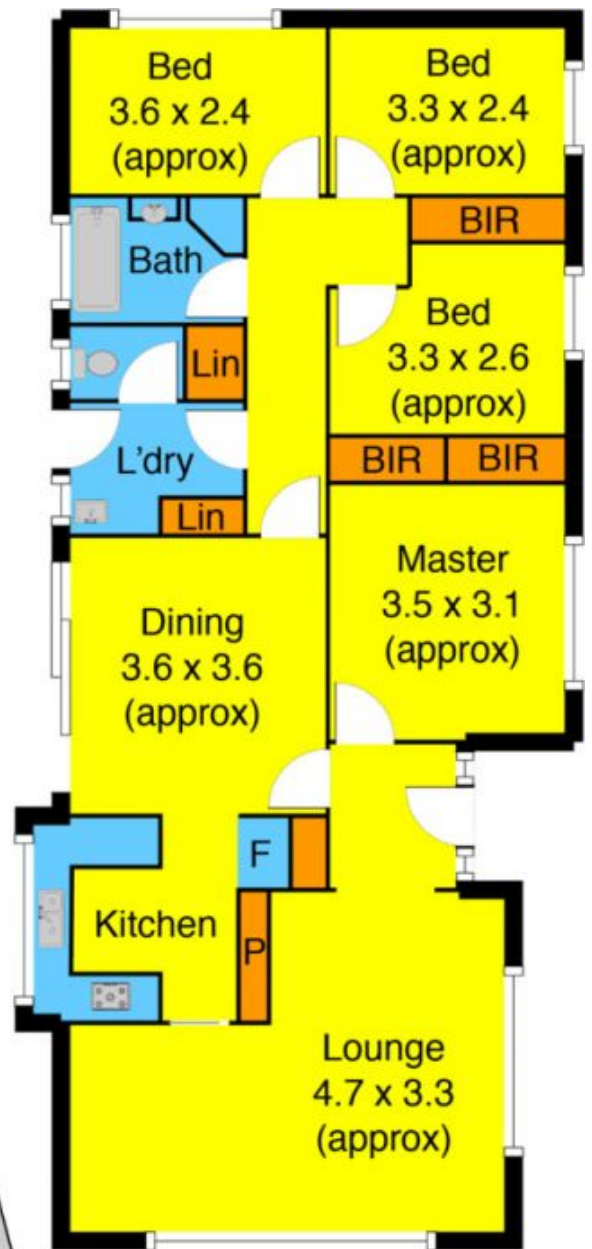 Bed
3.6 x 2.4
(approx)
Bed
3.3 x 2.4
(approx)
Bath
BIR
Bed
3.3 x 2.6
(approx)
Lin
L'dry
BIR
BIR
Lin
Master
3.5 x 3.1
(approx)
Dining
3.6 x 3.6
(approx)
F
Kitchen
P
Lounge
4.7 x 3.3
(approx)